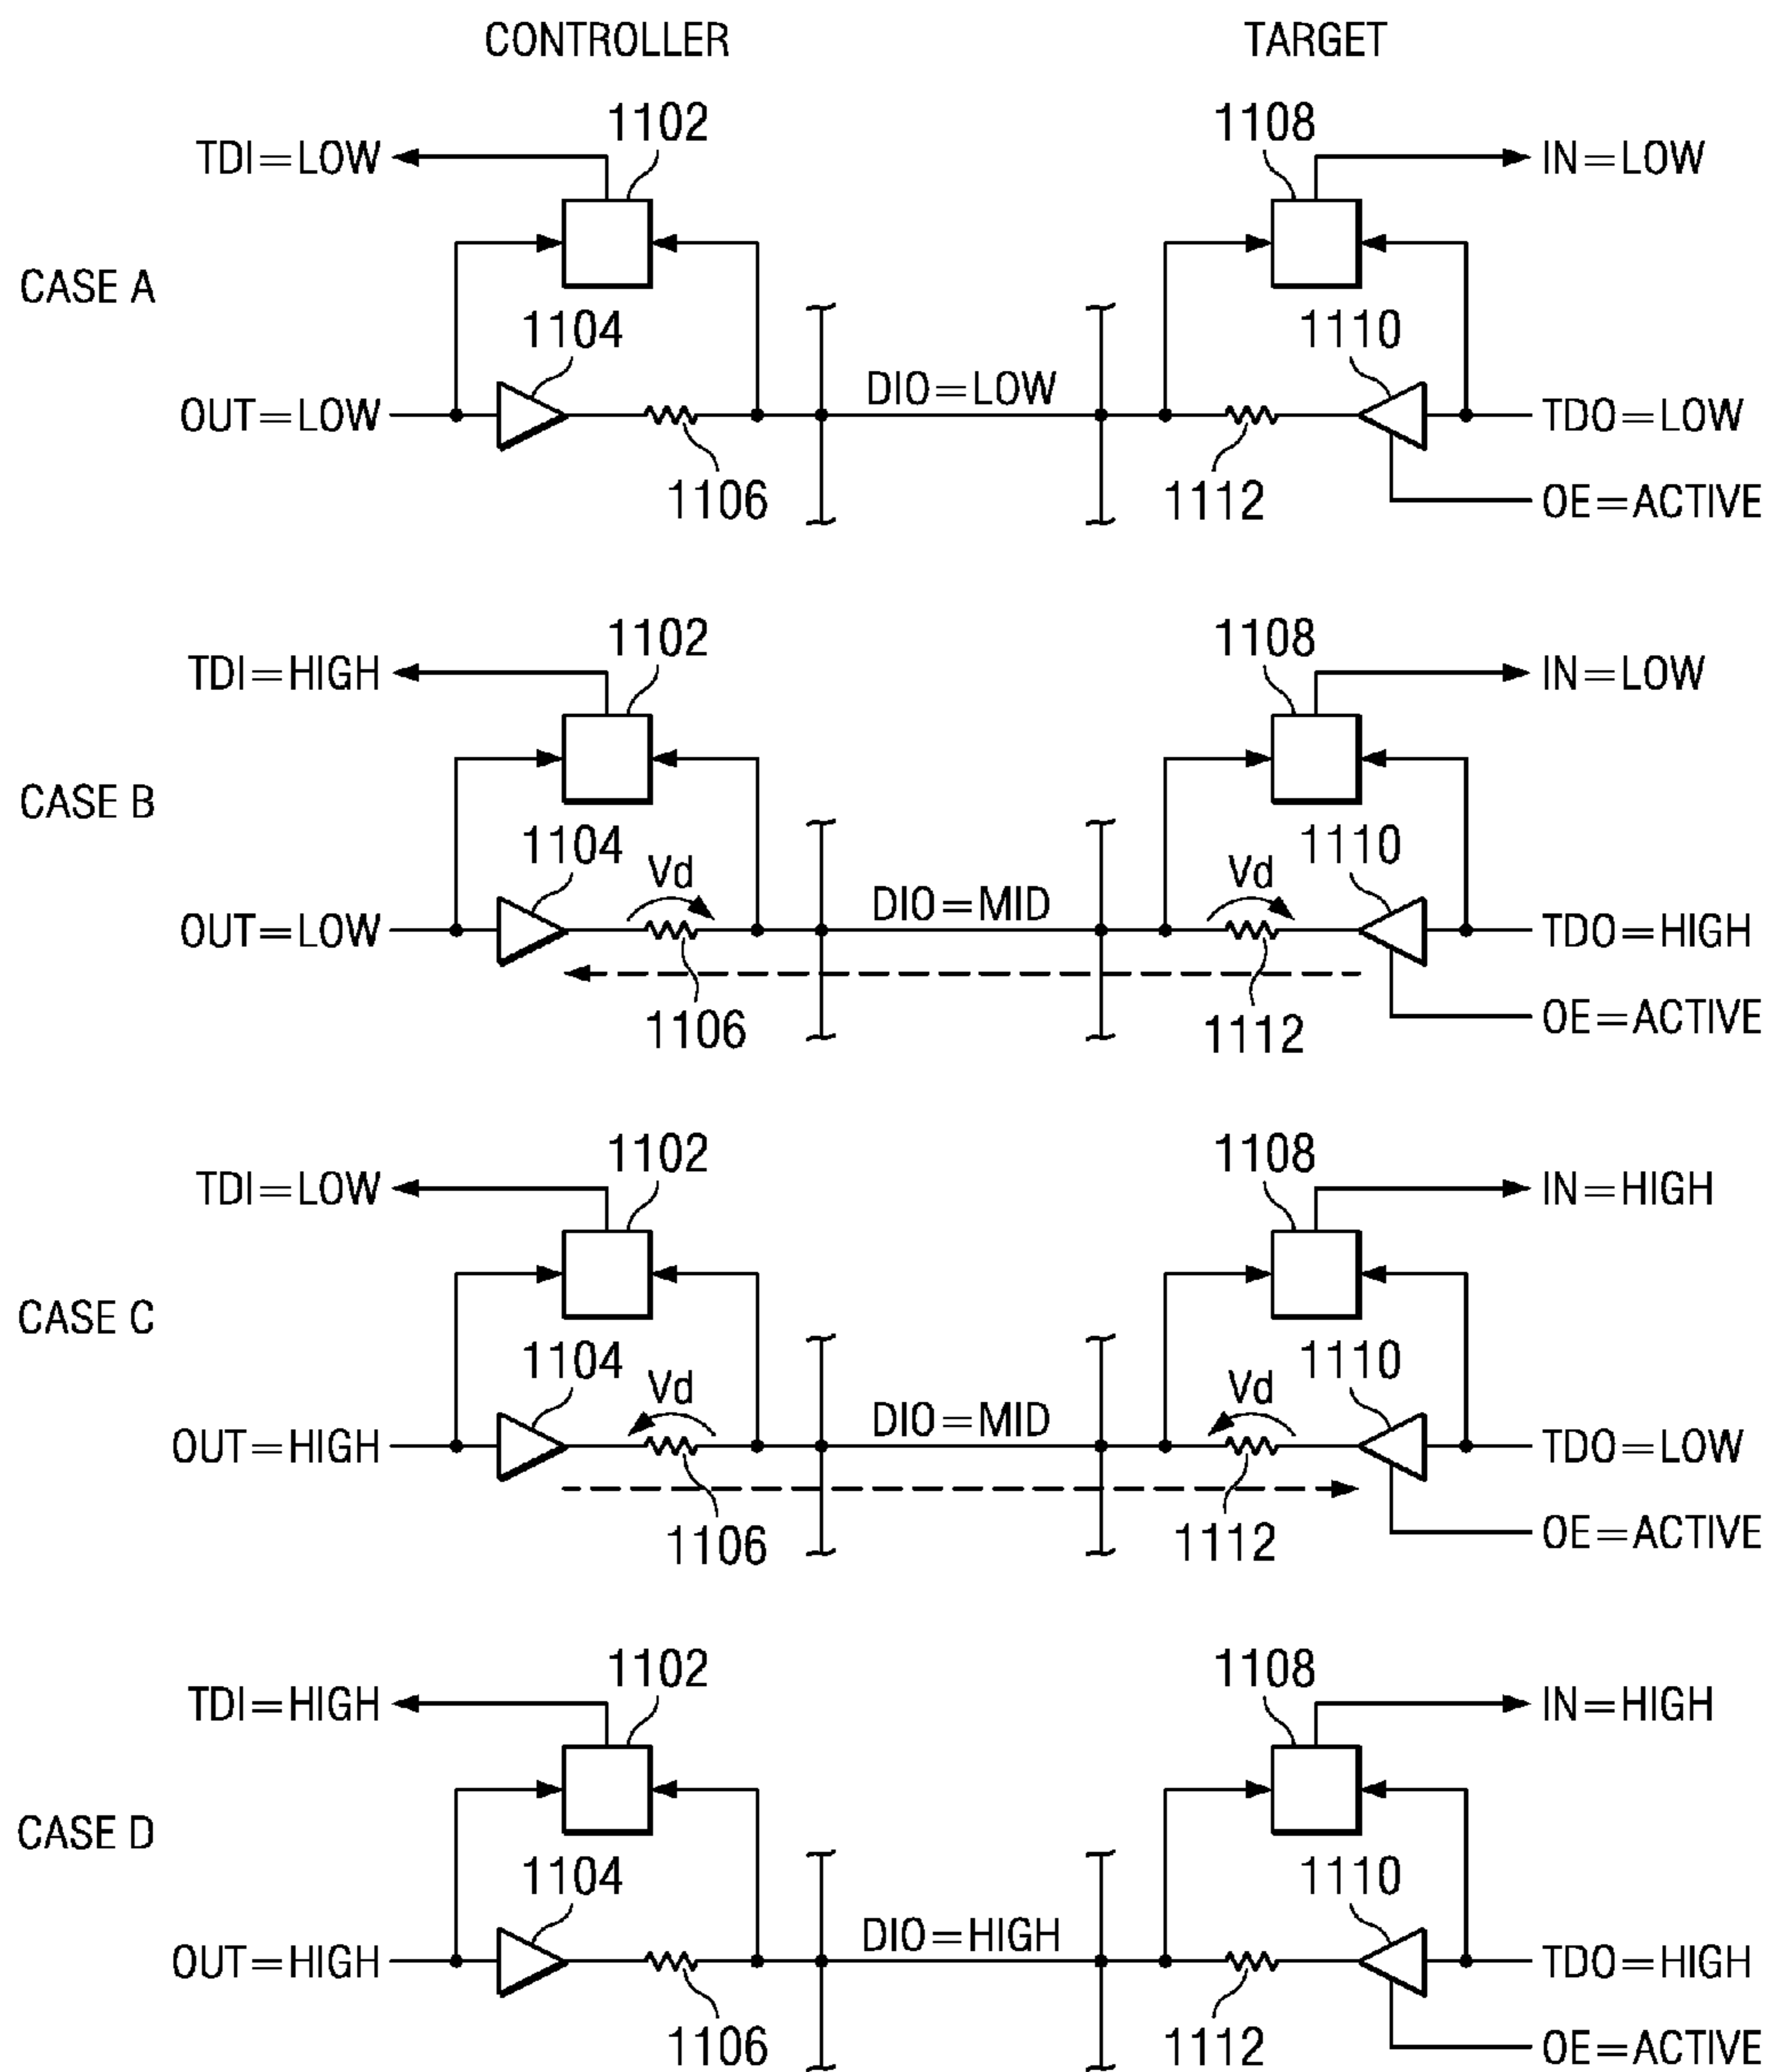 CONTROLLER TARGET
1102 1108
TDI=LOW IN=LOW
CASE A
1104 1110
DIO=LOW
OUT=LOW TDO=LOW
1106 1112 OE=ACTIVE
1102 1108
TDI=HIGH IN=LOW
CASE B
1104 1110
Vd Vd
DIO=MID
OUT=LOW TDO=HIGH
1106 1112 OE=ACTIVE
1102 1108
TDI=LOW IN=HIGH
CASE C
1104 1110
Vd Vd
DIO=MID
OUT=HIGH TDO=LOW
1106 1112 OE=ACTIVE
1102 1108
TDI=HIGH IN=HIGH
CASE D
1104 1110
DIO=HIGH
OUT=HIGH TDO=HIGH
1106 1112 OE=ACTIVE